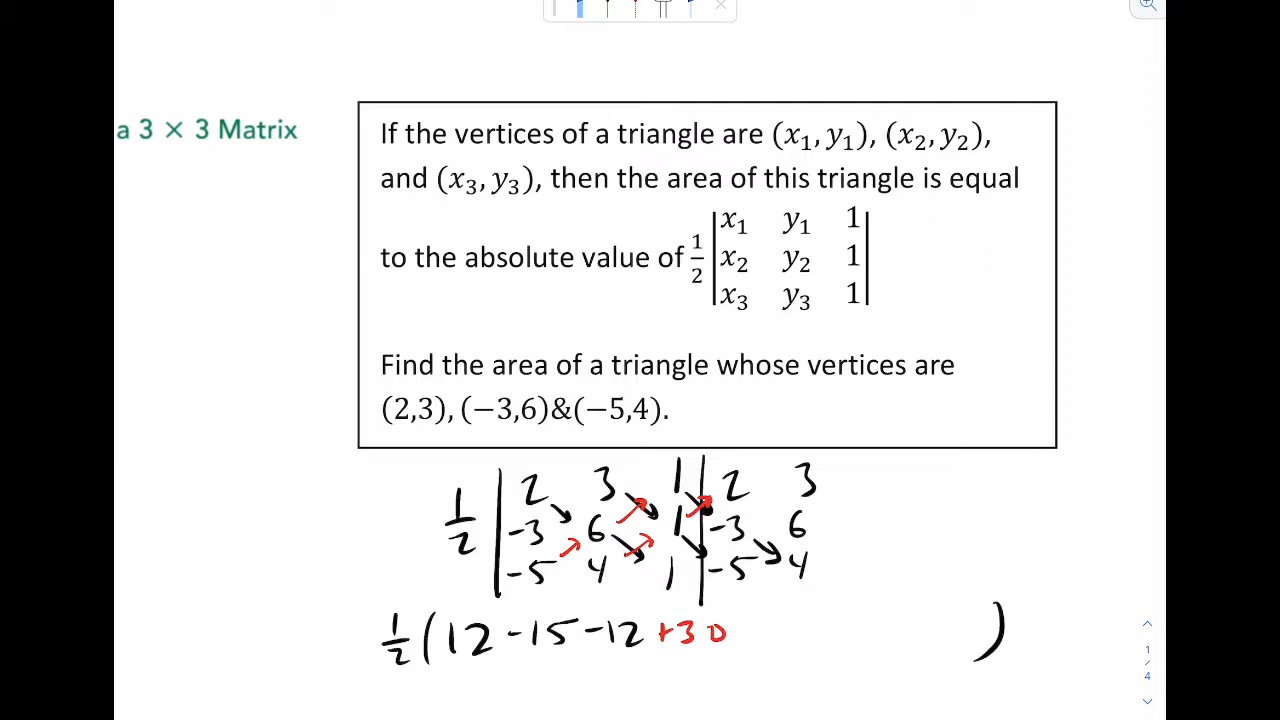 a 3 × 3 Matrix
If the vertices of a triangle are (x₁, y₁), (x₂, y₂),
and (x₃, y₃), then the area of this triangle is equal
to the absolute value of 1/2 |x₁ y₁ 1|
|x₂ y₂ 1|
|x₃ y₃ 1|
Find the area of a triangle whose vertices are
(2,3), (−3,6)&(−5,4).
1/2 | 2 3 1 | 2 3
| -3 6 1 | -3 6
| -5 4 1 | -5 4
1/2 ( 12 - 15 - 12 + 30 )
1
/
4